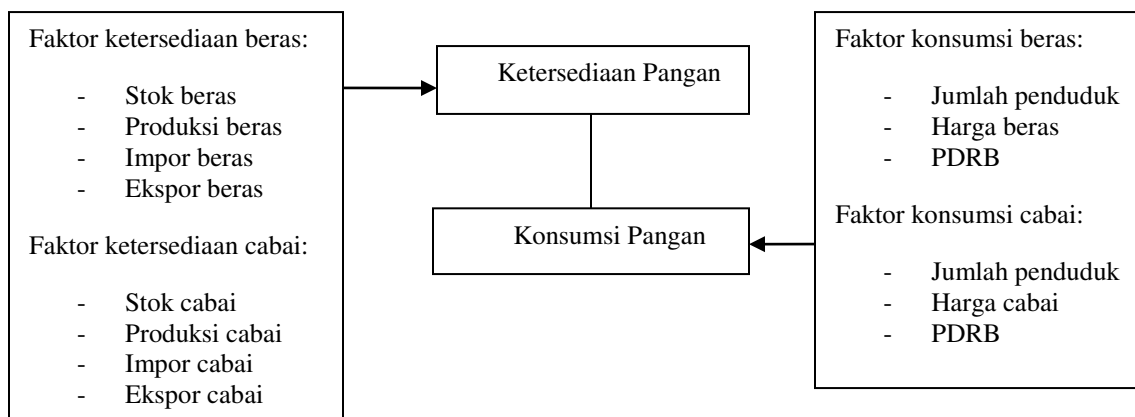 Faktor ketersediaan beras:
- Stok beras
- Produksi beras
- Impor beras
- Ekspor beras
Faktor ketersediaan cabai:
- Stok cabai
- Produksi cabai
- Impor cabai
- Ekspor cabai
Ketersediaan Pangan
Konsumsi Pangan
Faktor konsumsi beras:
- Jumlah penduduk
- Harga beras
- PDRB
Faktor konsumsi cabai:
- Jumlah penduduk
- Harga cabai
- PDRB